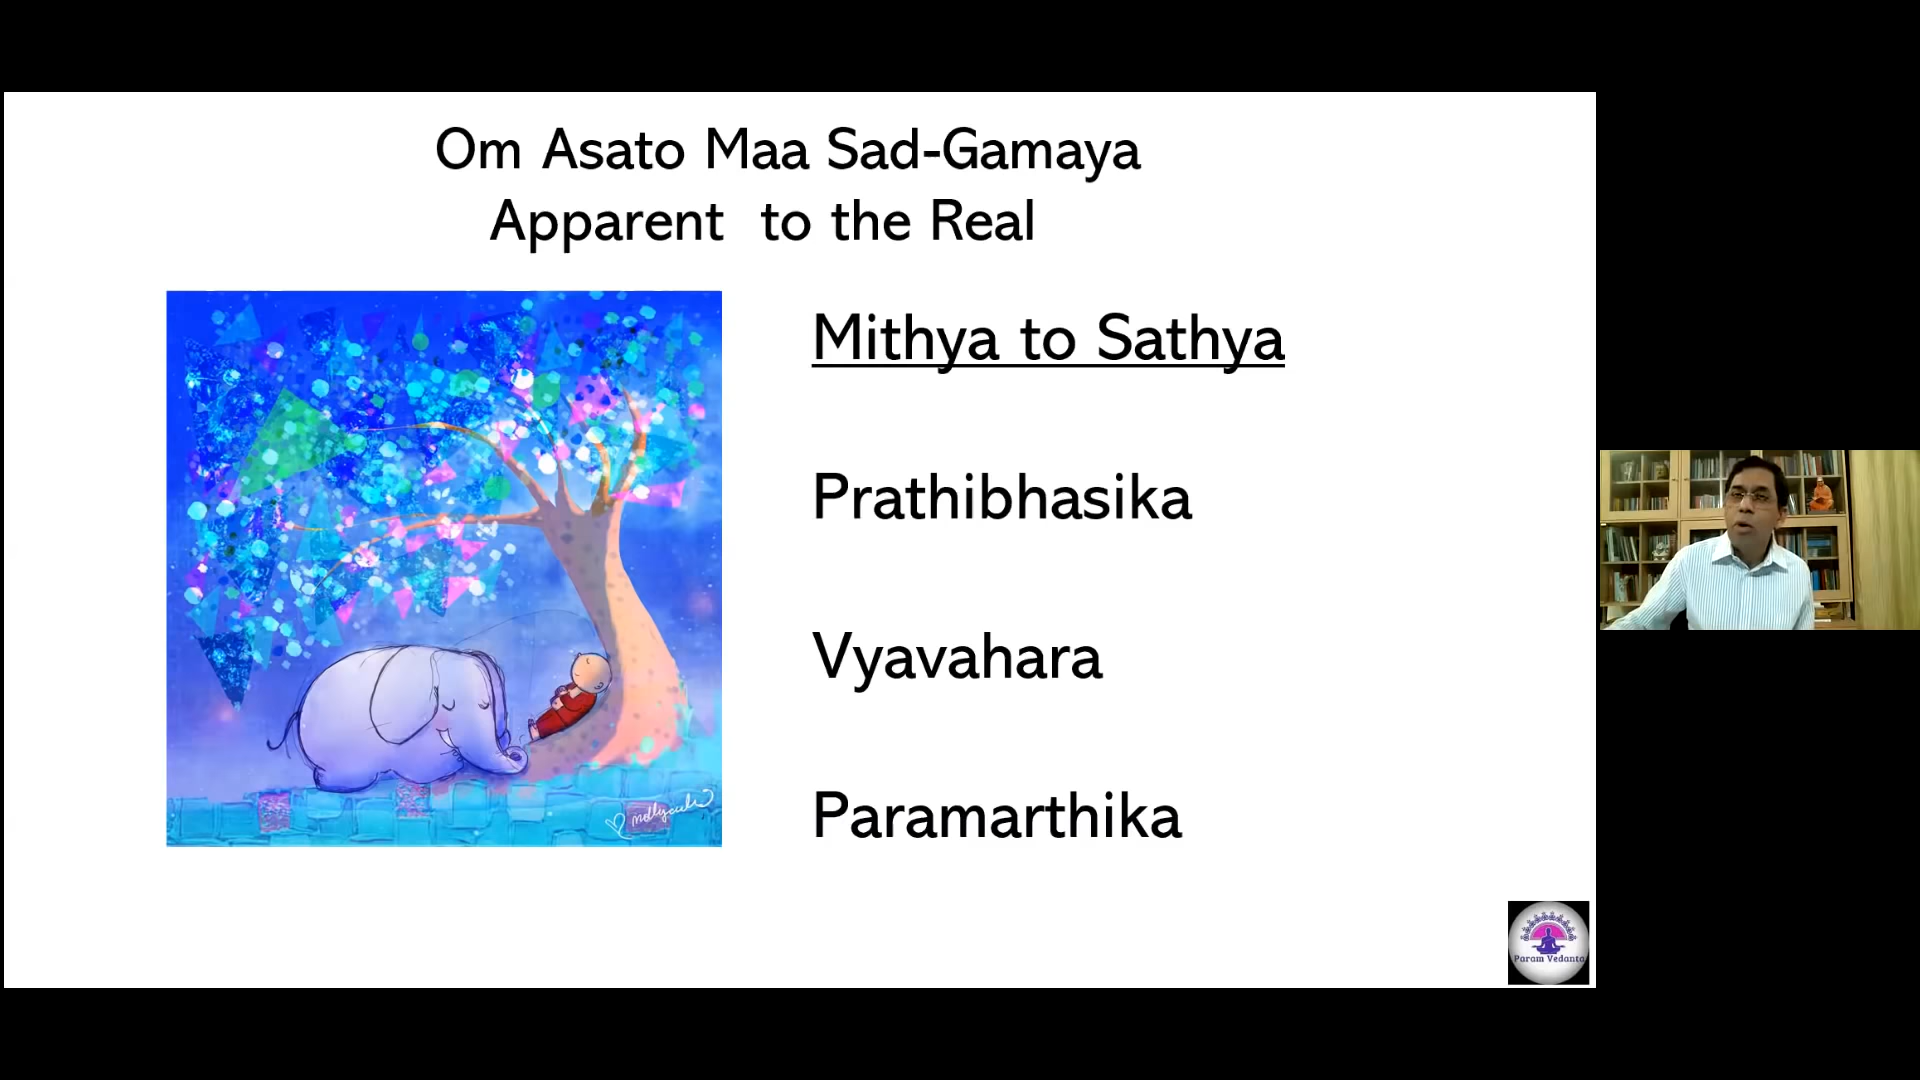 Om Asato Maa Sad-Gamaya
Apparent to the Real
Mithya to Sathya
Prathibhasika
Vyavahara
Paramarthika
Param Vedanta